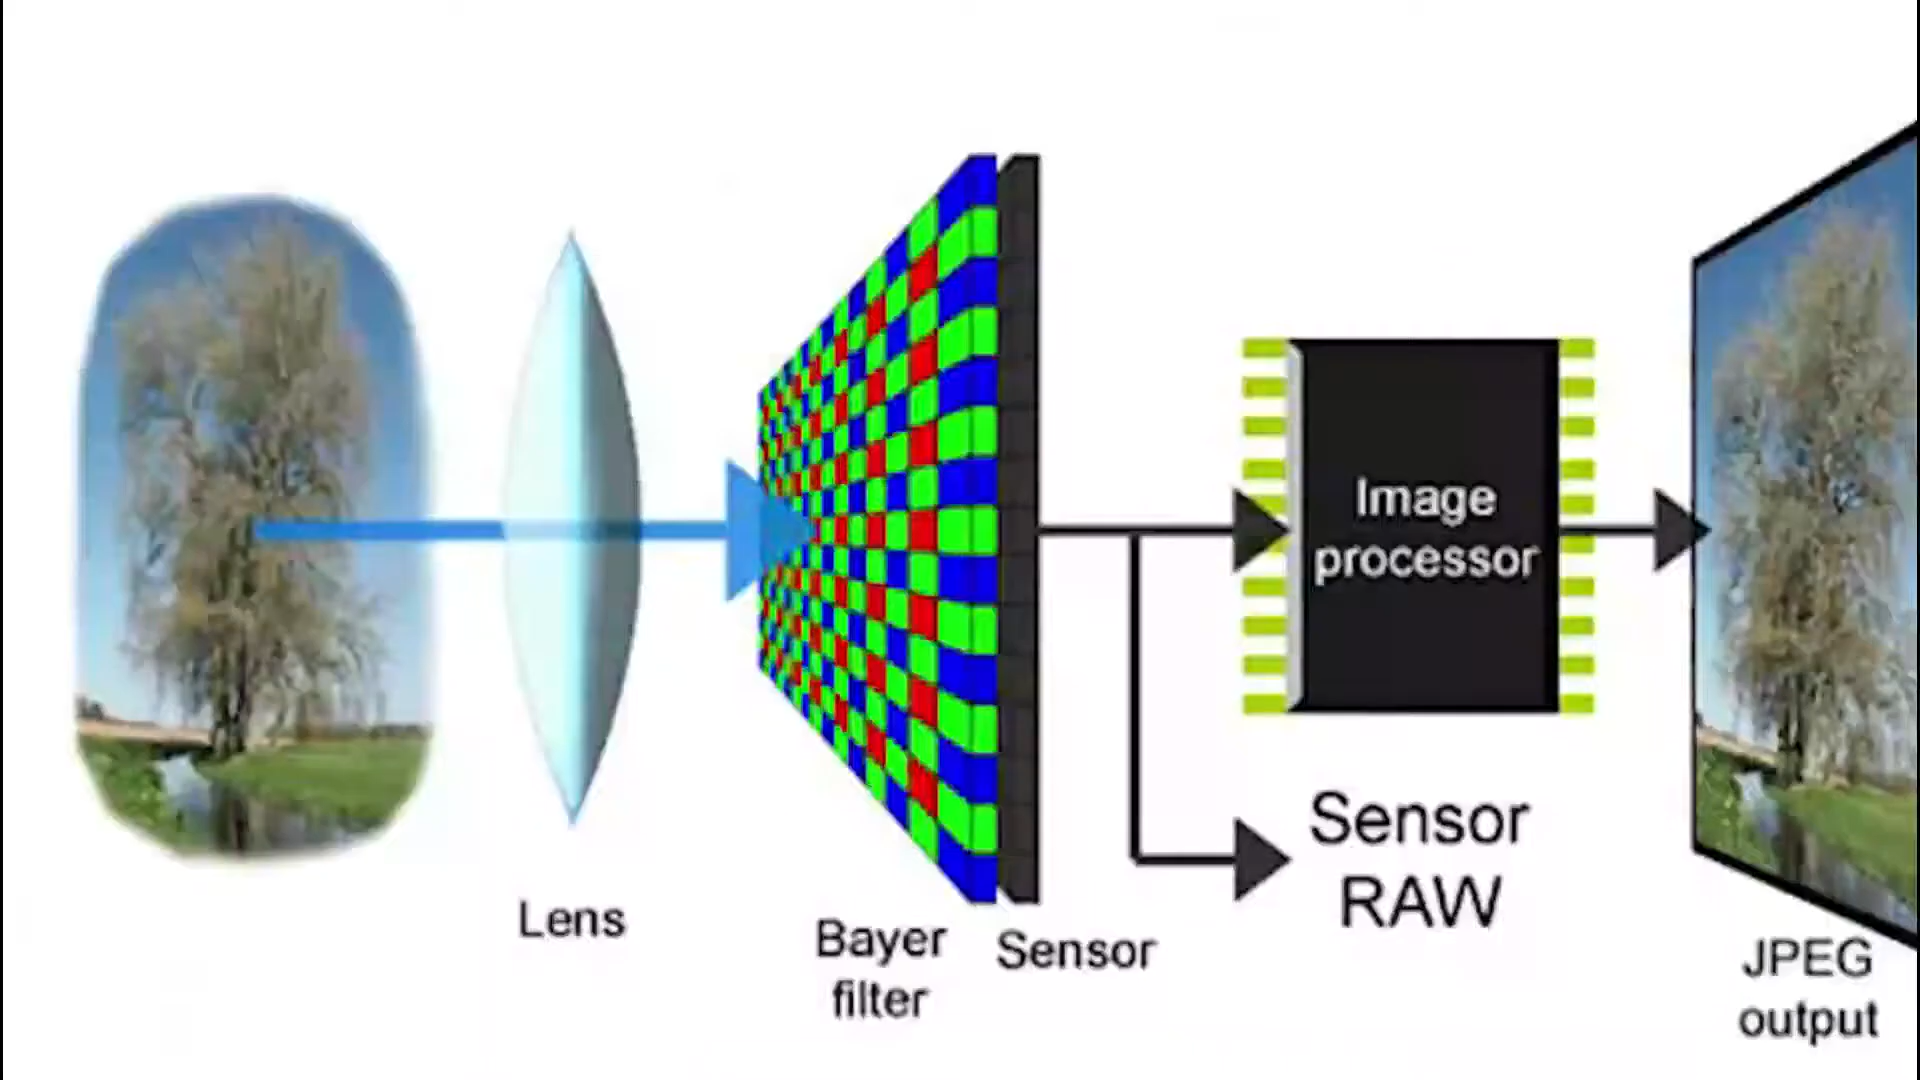 Image
processor
Sensor
RAW
Lens
Bayer
filter
Sensor
JPEG
output